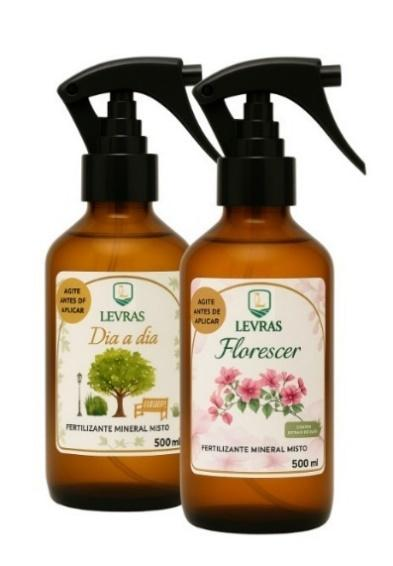 AGITE
ANTES DE
APLICAR
LEVRAS
Dia a dia
FERTILIZANTE MINERAL MISTO
500 ml
AGITE
ANTES DE
APLICAR
LEVRAS
Florescer
FERTILIZANTE MINERAL MISTO
500 ml